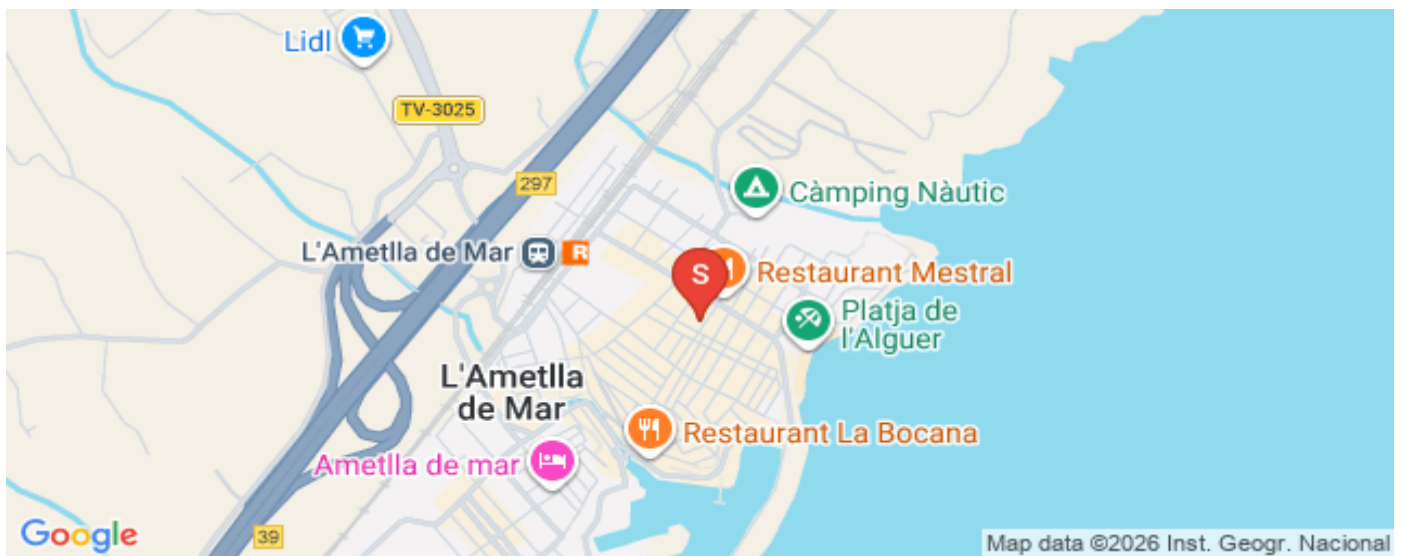 Lidl
TV-3025
297
Càmping Nàutic
L'Ametlla de Mar
R
S
Restaurant Mestral
Platja de
l'Alguer
L'Ametlla
de Mar
Restaurant La Bocana
Ametlla de mar
Google
39
Map data ©2026 Inst. Geogr. Nacional